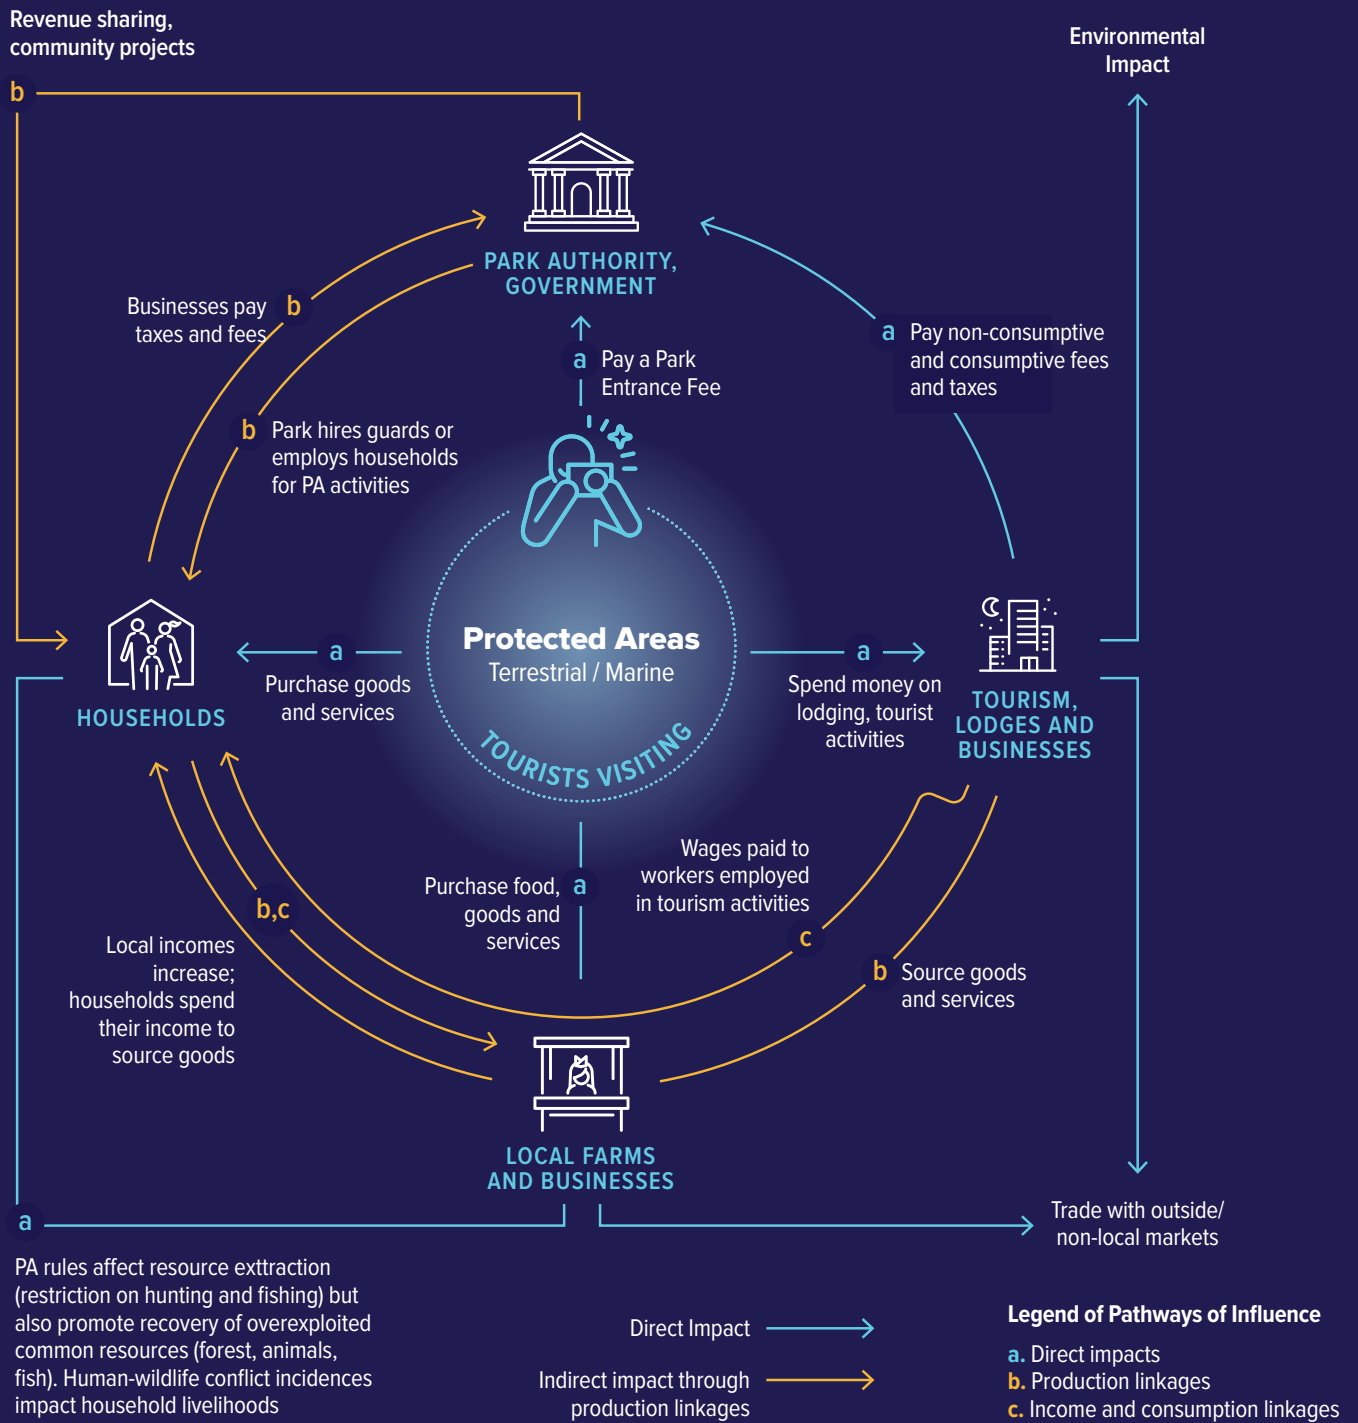 Revenue sharing,
community projects
b
Environmental
Impact
PARK AUTHORITY,
GOVERNMENT
Businesses pay
taxes and fees
b
a
Pay a Park
Entrance Fee
a
Pay non-consumptive
and consumptive fees
and taxes
b
Park hires guards or
employs households
for PA activities
Protected Areas
Terrestrial / Marine
TOURISTS VISITING
a
Purchase goods
and services
HOUSEHOLDS
a
Spend money on
lodging, tourist
activities
TOURISM,
LODGES AND
BUSINESSES
Purchase food,
goods and
services
a
Wages paid to
workers employed
in tourism activities
c
b,c
Local incomes
increase;
households spend
their income to
source goods
b
Source goods
and services
LOCAL FARMS
AND BUSINESSES
a
Trade with outside/
non-local markets
PA rules affect resource exttraction
(restriction on hunting and fishing) but
also promote recovery of overexploited
common resources (forest, animals,
fish). Human-wildlife conflict incidences
impact household livelihoods
Direct Impact
Indirect impact through
production linkages
Legend of Pathways of Influence
a. Direct impacts
b. Production linkages
c. Income and consumption linkages